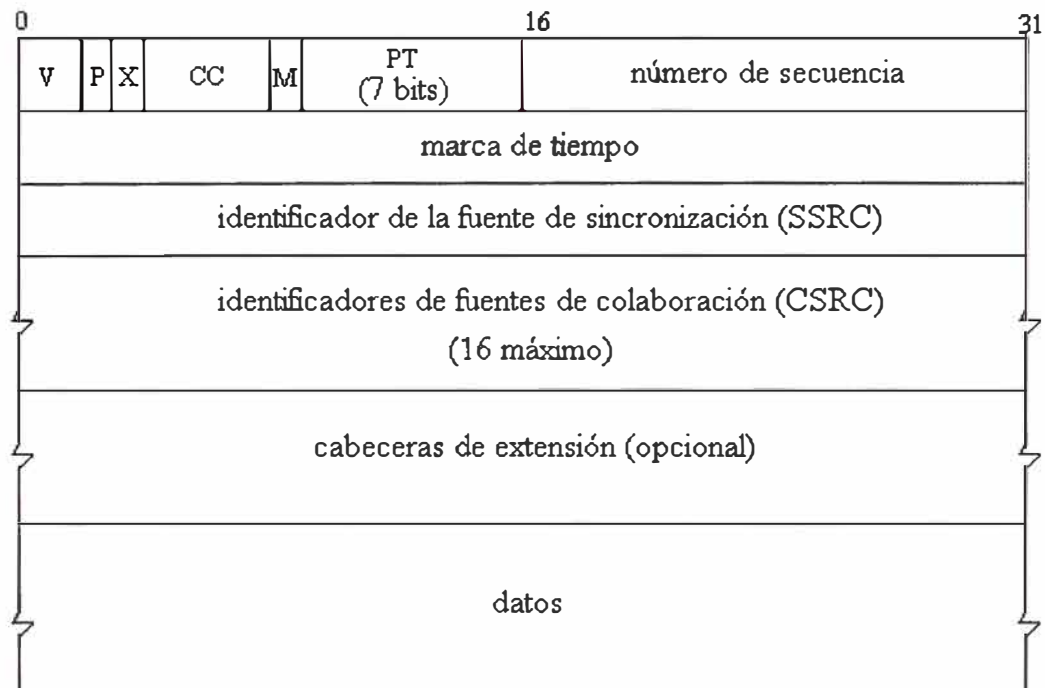 0 16 31
V P X CC M PT (7 bits) número de secuencia
marca de tiempo
identificador de la fuente de sincronización (SSRC)
identificadores de fuentes de colaboración (CSRC)
(16 máximo)
cabeceras de extensión (opcional)
datos